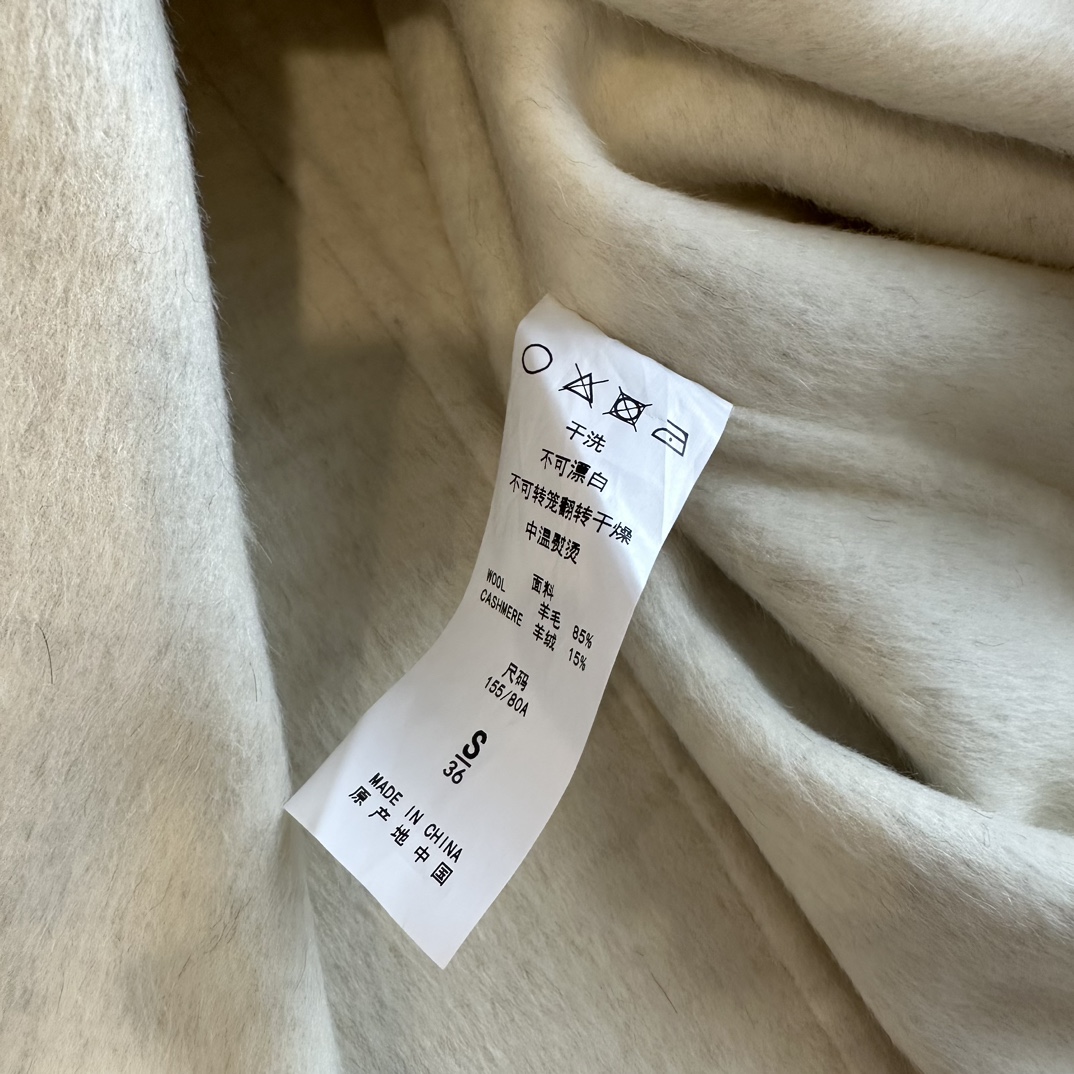 干洗
不可漂白
不可转笼翻转干燥
中温熨烫
面料
WOOL 羊毛 85%
CASHMERE 羊绒 15%
尺码
155/80A
S
36
MADE IN CHINA
原产地中国